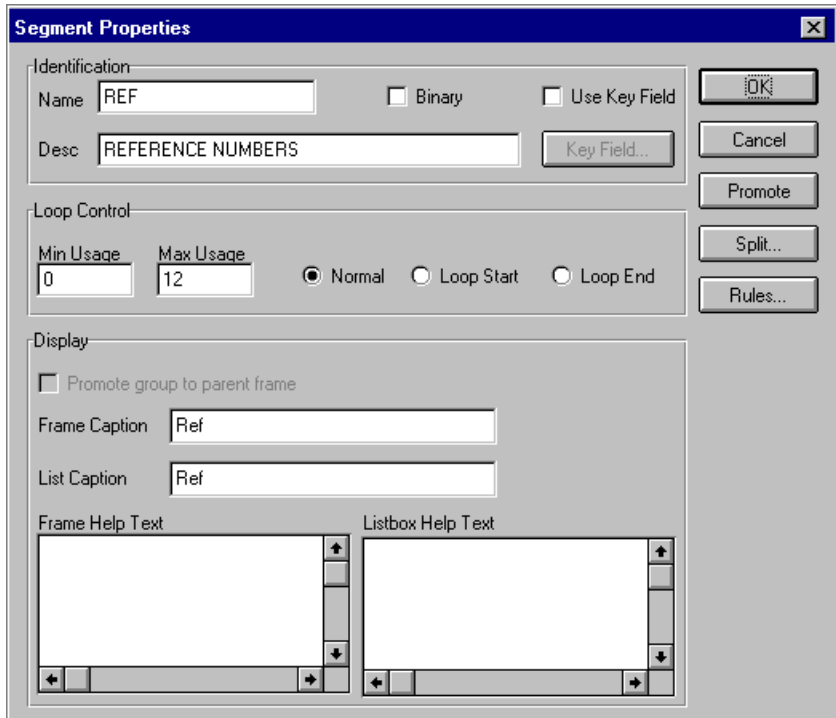 Segment Properties
Identification
Name REF Binary Use Key Field
Desc REFERENCE NUMBERS Key Field...
OK
Cancel
Promote
Split...
Rules...
Loop Control
Min Usage Max Usage
0 12 Normal Loop Start Loop End
Display
Promote group to parent frame
Frame Caption Ref
List Caption Ref
Frame Help Text Listbox Help Text